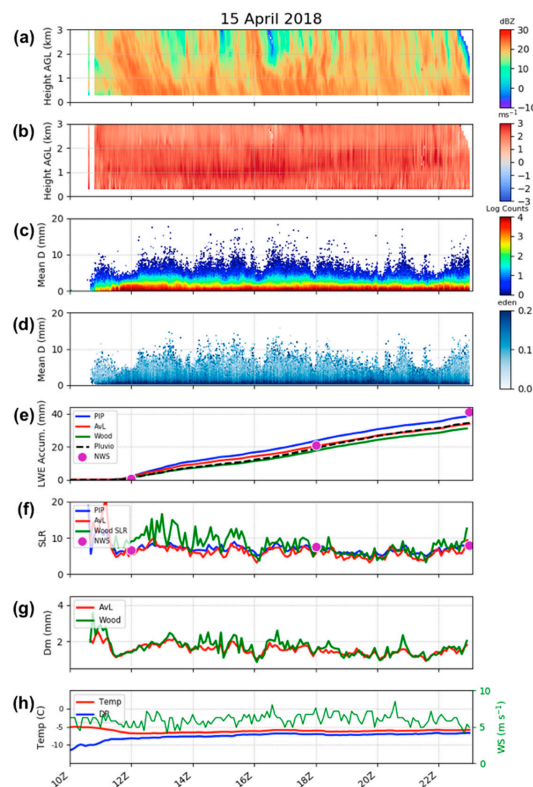 15 April 2018
(a)
Height AGL (km)
3
2
1
0
dBZ
30
20
10
0
−10
(b)
Height AGL (km)
3
2
1
0
ms⁻¹
3
2
1
0
−1
−2
−3
(c)
Mean D (mm)
20
10
0
Log Counts
4
3
2
1
0
(d)
Mean D (mm)
20
10
0
eden
0.2
0.1
0.0
(e)
LWE Accum. (mm)
40
20
0
PIP
AvL
Wood
Pluvio
NWS
(f)
SLR
20
10
0
PIP
AvL
Wood SLR
NWS
(g)
Dm (mm)
4
2
AvL
Wood
(h)
Temp (C)
0
-5
-10
Temp
DP
WS (m s⁻¹)
10
5
0
10Z
12Z
14Z
16Z
18Z
20Z
22Z